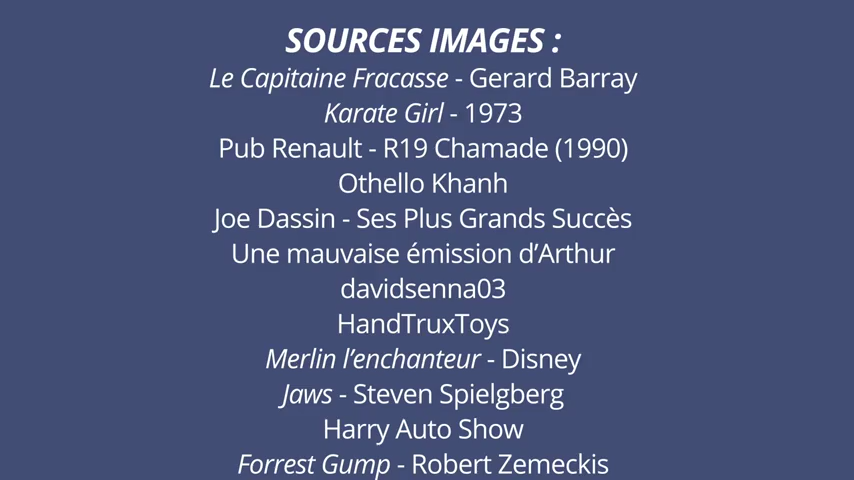 SOURCES IMAGES :
Le Capitaine Fracasse - Gerard Barray
Karate Girl - 1973
Pub Renault - R19 Chamade (1990)
Othello Khanh
Joe Dassin - Ses Plus Grands Succès
Une mauvaise émission d’Arthur
davidsenna03
HandTruxToys
Merlin l’enchanteur - Disney
Jaws - Steven Spielgberg
Harry Auto Show
Forrest Gump - Robert Zemeckis